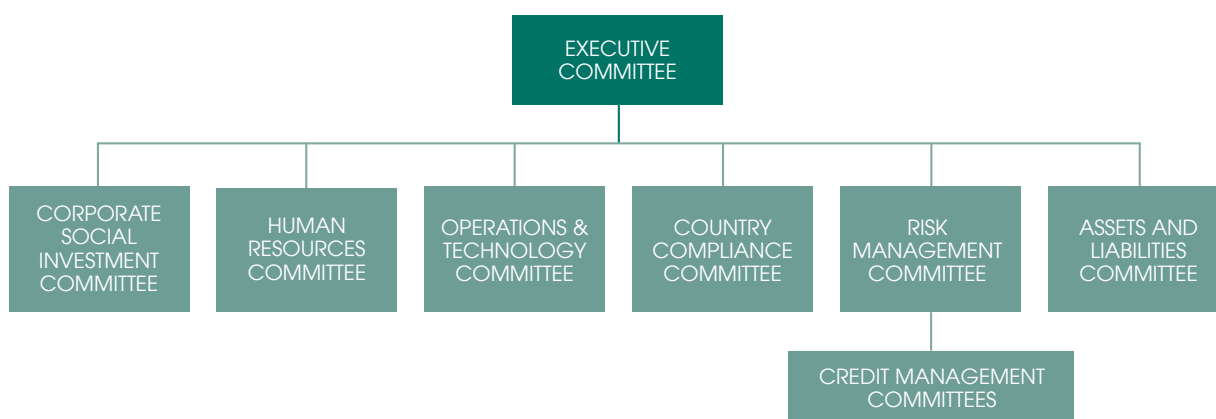 EXECUTIVE
COMMITTEE
CORPORATE
SOCIAL
INVESTMENT
COMMITTEE
HUMAN
RESOURCES
COMMITTEE
OPERATIONS &
TECHNOLOGY
COMMITTEE
COUNTRY
COMPLIANCE
COMMITTEE
RISK
MANAGEMENT
COMMITTEE
ASSETS AND
LIABILITIES
COMMITTEE
CREDIT MANAGEMENT
COMMITTEES